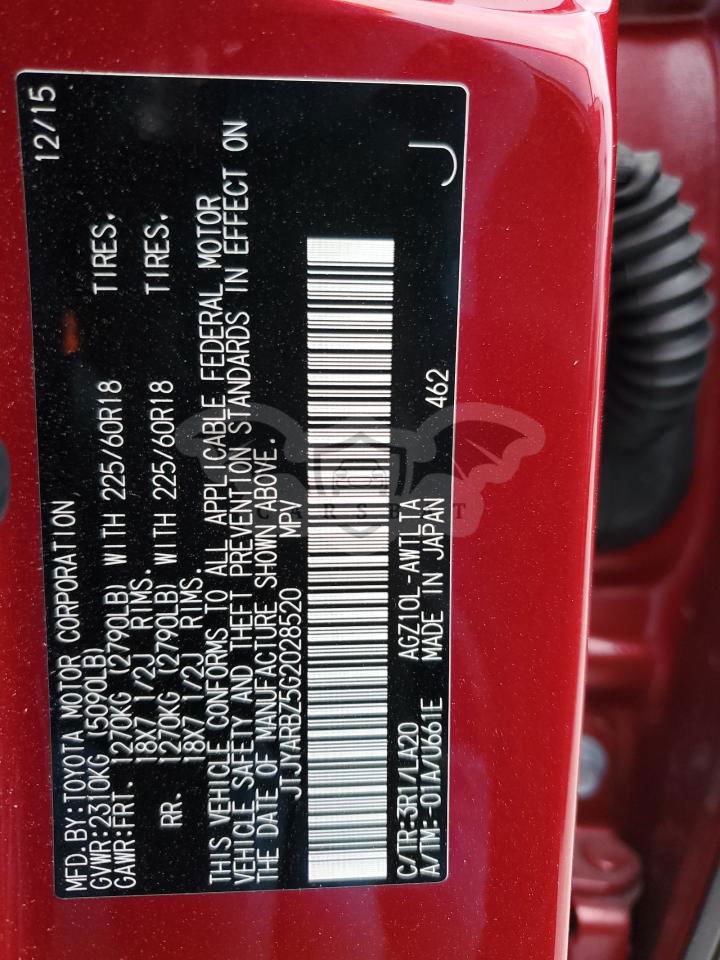 MFD.BY:TOYOTA MOTOR CORPORATION 12/15
GVWR:2310KG (5090LB)
GAWR:FRT. 1270KG (2790LB) WITH 225/60R18 TIRES,
18X7 1/2J RIMS.
RR. 1270KG (2790LB) WITH 225/60R18 TIRES,
18X7 1/2J RIMS.
THIS VEHICLE CONFORMS TO ALL APPLICABLE FEDERAL MOTOR
VEHICLE SAFETY AND THEFT PREVENTION STANDARDS IN EFFECT ON
THE DATE OF MANUFACTURE SHOWN ABOVE.
JTJYARBZ5G2028520 MPV
C/TR:3R1/LA20 AGZ10L-AWTLTA 462
A/TM:-01A/U661E MADE IN JAPAN J